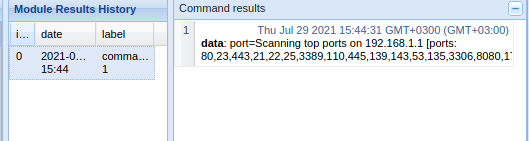 Module Results History
Command results
i... date label
0 2021-0... comma...
15:44 1
1 Thu Jul 29 2021 15:44:31 GMT+0300 (GMT+03:00)
data: port=Scanning top ports on 192.168.1.1 [ports:
80,23,443,21,22,25,3389,110,445,139,143,53,135,3306,8080,17